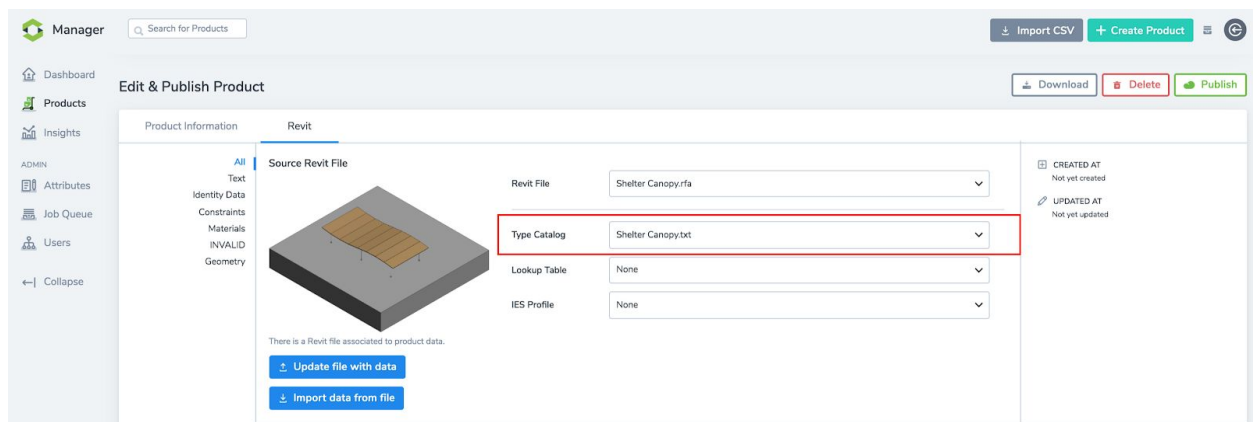 Manager
Search for Products
Import CSV
+ Create Product
Dashboard
Products
Insights
ADMIN
Attributes
Job Queue
Users
Collapse
Edit & Publish Product
Download
Delete
Publish
Product Information
Revit
All
Text
Identity Data
Constraints
Materials
INVALID
Geometry
Source Revit File
There is a Revit file associated to product data.
Update file with data
Import data from file
Revit File
Shelter Canopy.rfa
Type Catalog
Shelter Canopy.txt
Lookup Table
None
IES Profile
None
CREATED AT
Not yet created
UPDATED AT
Not yet updated